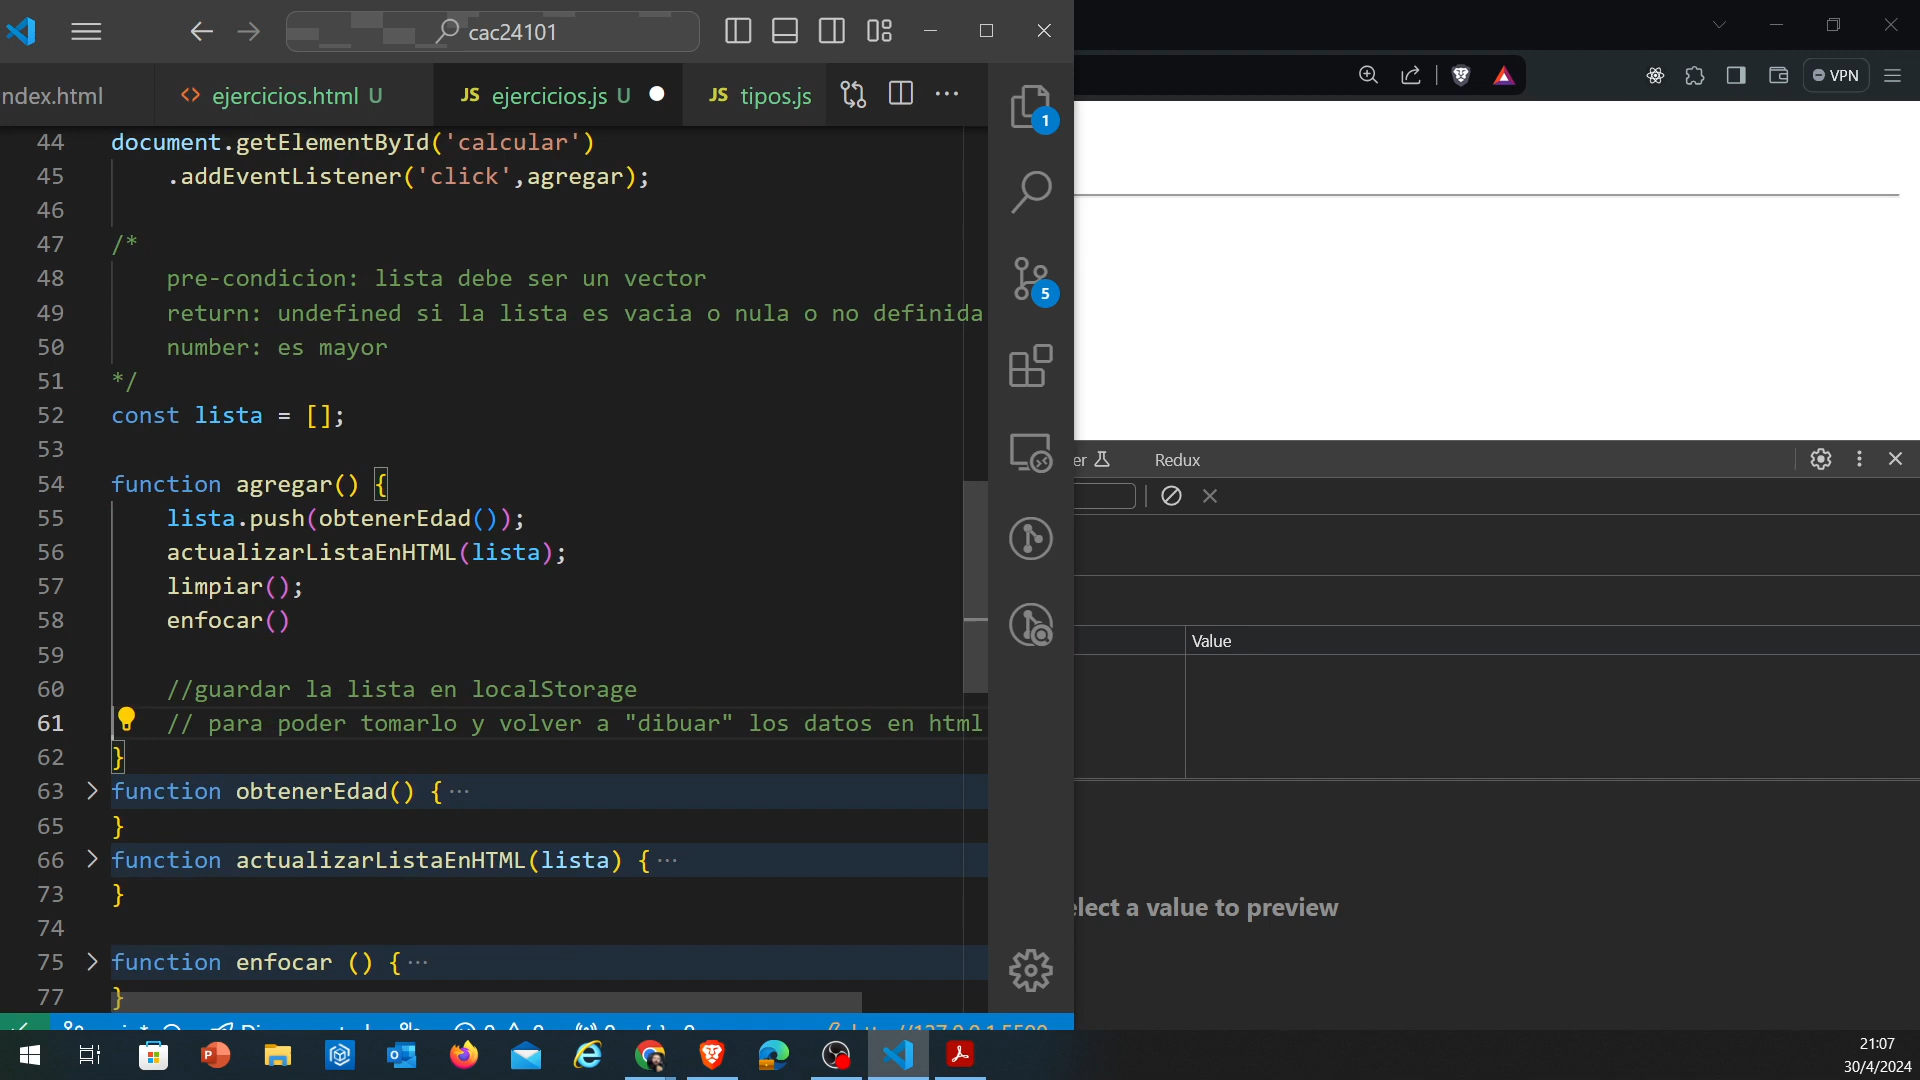 cac24101
ndex.html
<> ejercicios.html U
JS ejercicios.js U
JS tipos.js
VPN
44 document.getElementById('calcular')
45 .addEventListener('click',agregar);
46
47 /*
48 pre-condicion: lista debe ser un vector
49 return: undefined si la lista es vacia o nula o no definida
50 number: es mayor
51 */
52 const lista = [];
53
54 function agregar() {
55 lista.push(obtenerEdad());
56 actualizarListaEnHTML(lista);
57 limpiar();
58 enfocar()
59
60 //guardar la lista en localStorage
61 // para poder tomarlo y volver a "dibuar" los datos en html
62 }
63 function obtenerEdad() {···
65 }
66 function actualizarListaEnHTML(lista) {···
73 }
74
75 function enfocar () {···
77 }
1
5
er
Redux
Value
elect a value to preview
21:07
30/4/2024